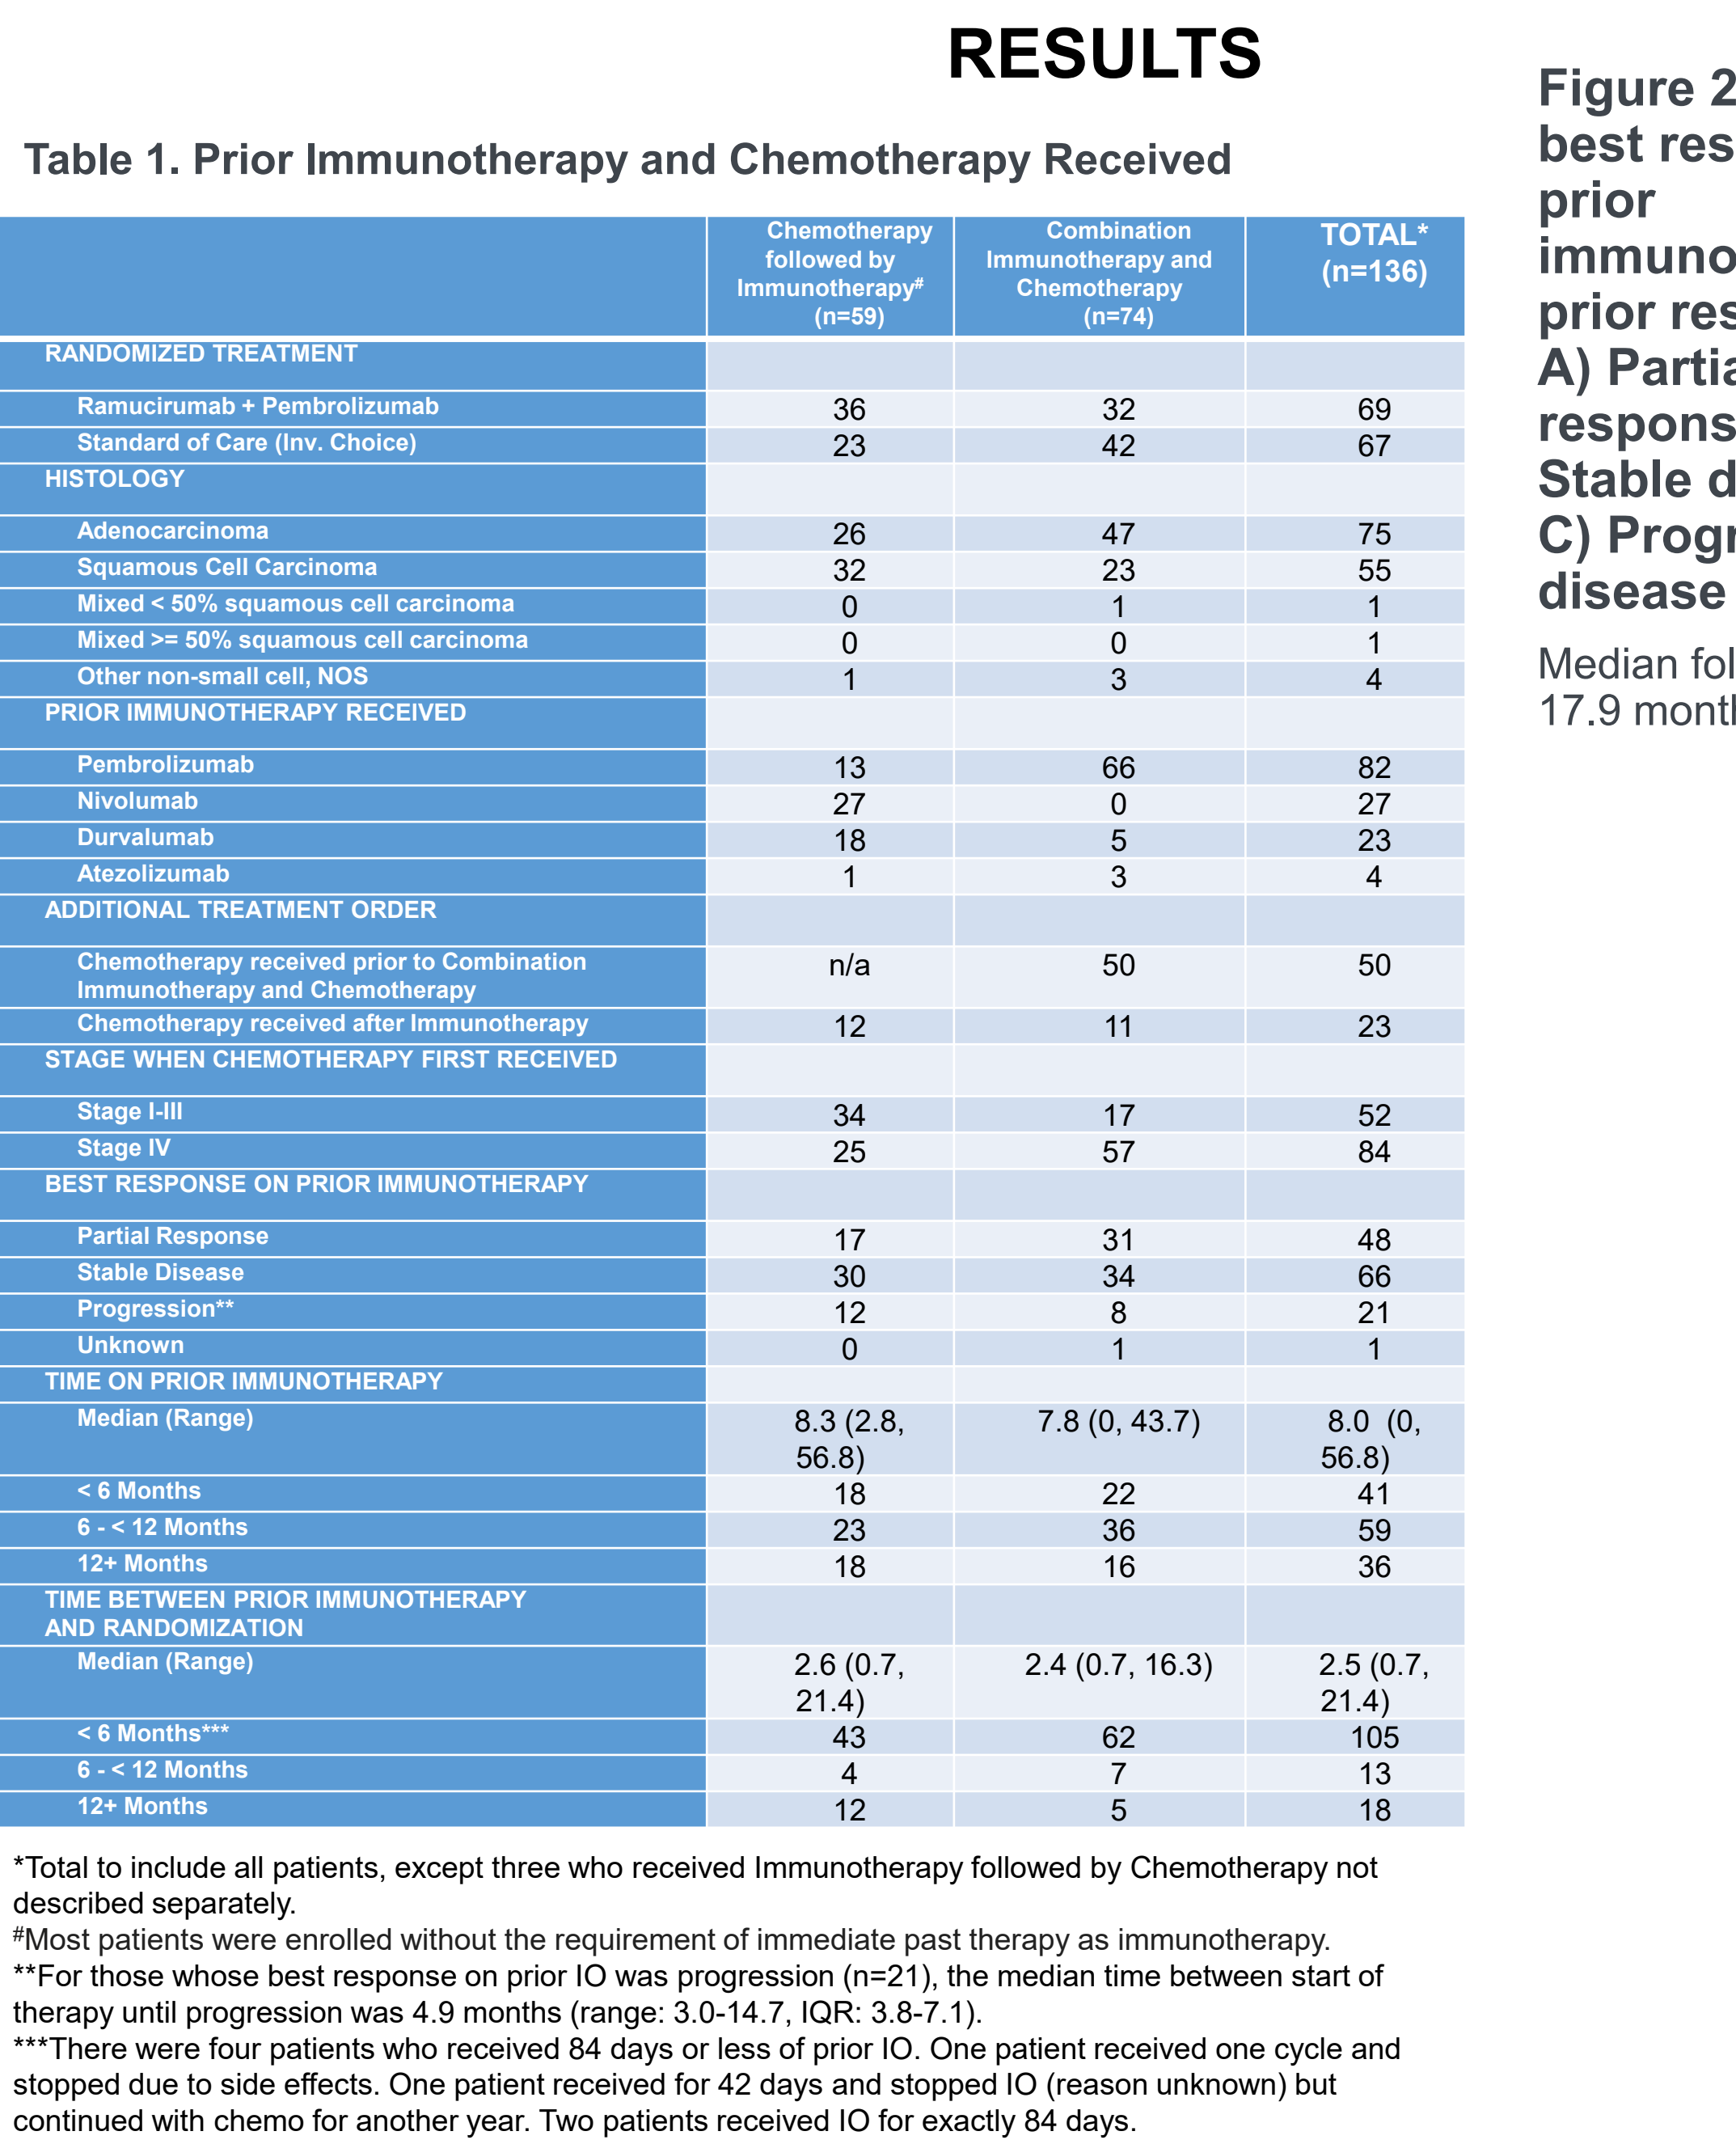 RESULTS
Table 1. Prior Immunotherapy and Chemotherapy Received
Chemotherapy followed by Immunotherapy# (n=59) Combination Immunotherapy and Chemotherapy (n=74) TOTAL* (n=136)
RANDOMIZED TREATMENT
Ramucirumab + Pembrolizumab 36 32 69
Standard of Care (Inv. Choice) 23 42 67
HISTOLOGY
Adenocarcinoma 26 47 75
Squamous Cell Carcinoma 32 23 55
Mixed < 50% squamous cell carcinoma 0 1 1
Mixed >= 50% squamous cell carcinoma 0 0 1
Other non-small cell, NOS 1 3 4
PRIOR IMMUNOTHERAPY RECEIVED
Pembrolizumab 13 66 82
Nivolumab 27 0 27
Durvalumab 18 5 23
Atezolizumab 1 3 4
ADDITIONAL TREATMENT ORDER
Chemotherapy received prior to Combination Immunotherapy and Chemotherapy n/a 50 50
Chemotherapy received after Immunotherapy 12 11 23
STAGE WHEN CHEMOTHERAPY FIRST RECEIVED
Stage I-III 34 17 52
Stage IV 25 57 84
BEST RESPONSE ON PRIOR IMMUNOTHERAPY
Partial Response 17 31 48
Stable Disease 30 34 66
Progression** 12 8 21
Unknown 0 1 1
TIME ON PRIOR IMMUNOTHERAPY
Median (Range) 8.3 (2.8, 56.8) 7.8 (0, 43.7) 8.0 (0, 56.8)
< 6 Months 18 22 41
6 - < 12 Months 23 36 59
12+ Months 18 16 36
TIME BETWEEN PRIOR IMMUNOTHERAPY
AND RANDOMIZATION
Median (Range) 2.6 (0.7, 21.4) 2.4 (0.7, 16.3) 2.5 (0.7, 21.4)
< 6 Months*** 43 62 105
6 - < 12 Months 4 7 13
12+ Months 12 5 18
*Total to include all patients, except three who received Immunotherapy followed by Chemotherapy not
described separately.
#Most patients were enrolled without the requirement of immediate past therapy as immunotherapy.
**For those whose best response on prior IO was progression (n=21), the median time between start of
therapy until progression was 4.9 months (range: 3.0-14.7, IQR: 3.8-7.1).
***There were four patients who received 84 days or less of prior IO. One patient received one cycle and
stopped due to side effects. One patient received for 42 days and stopped IO (reason unknown) but
continued with chemo for another year. Two patients received IO for exactly 84 days.
Figure 2
best
prior
prior
A)
Stable
C)
disease
Median
17.9